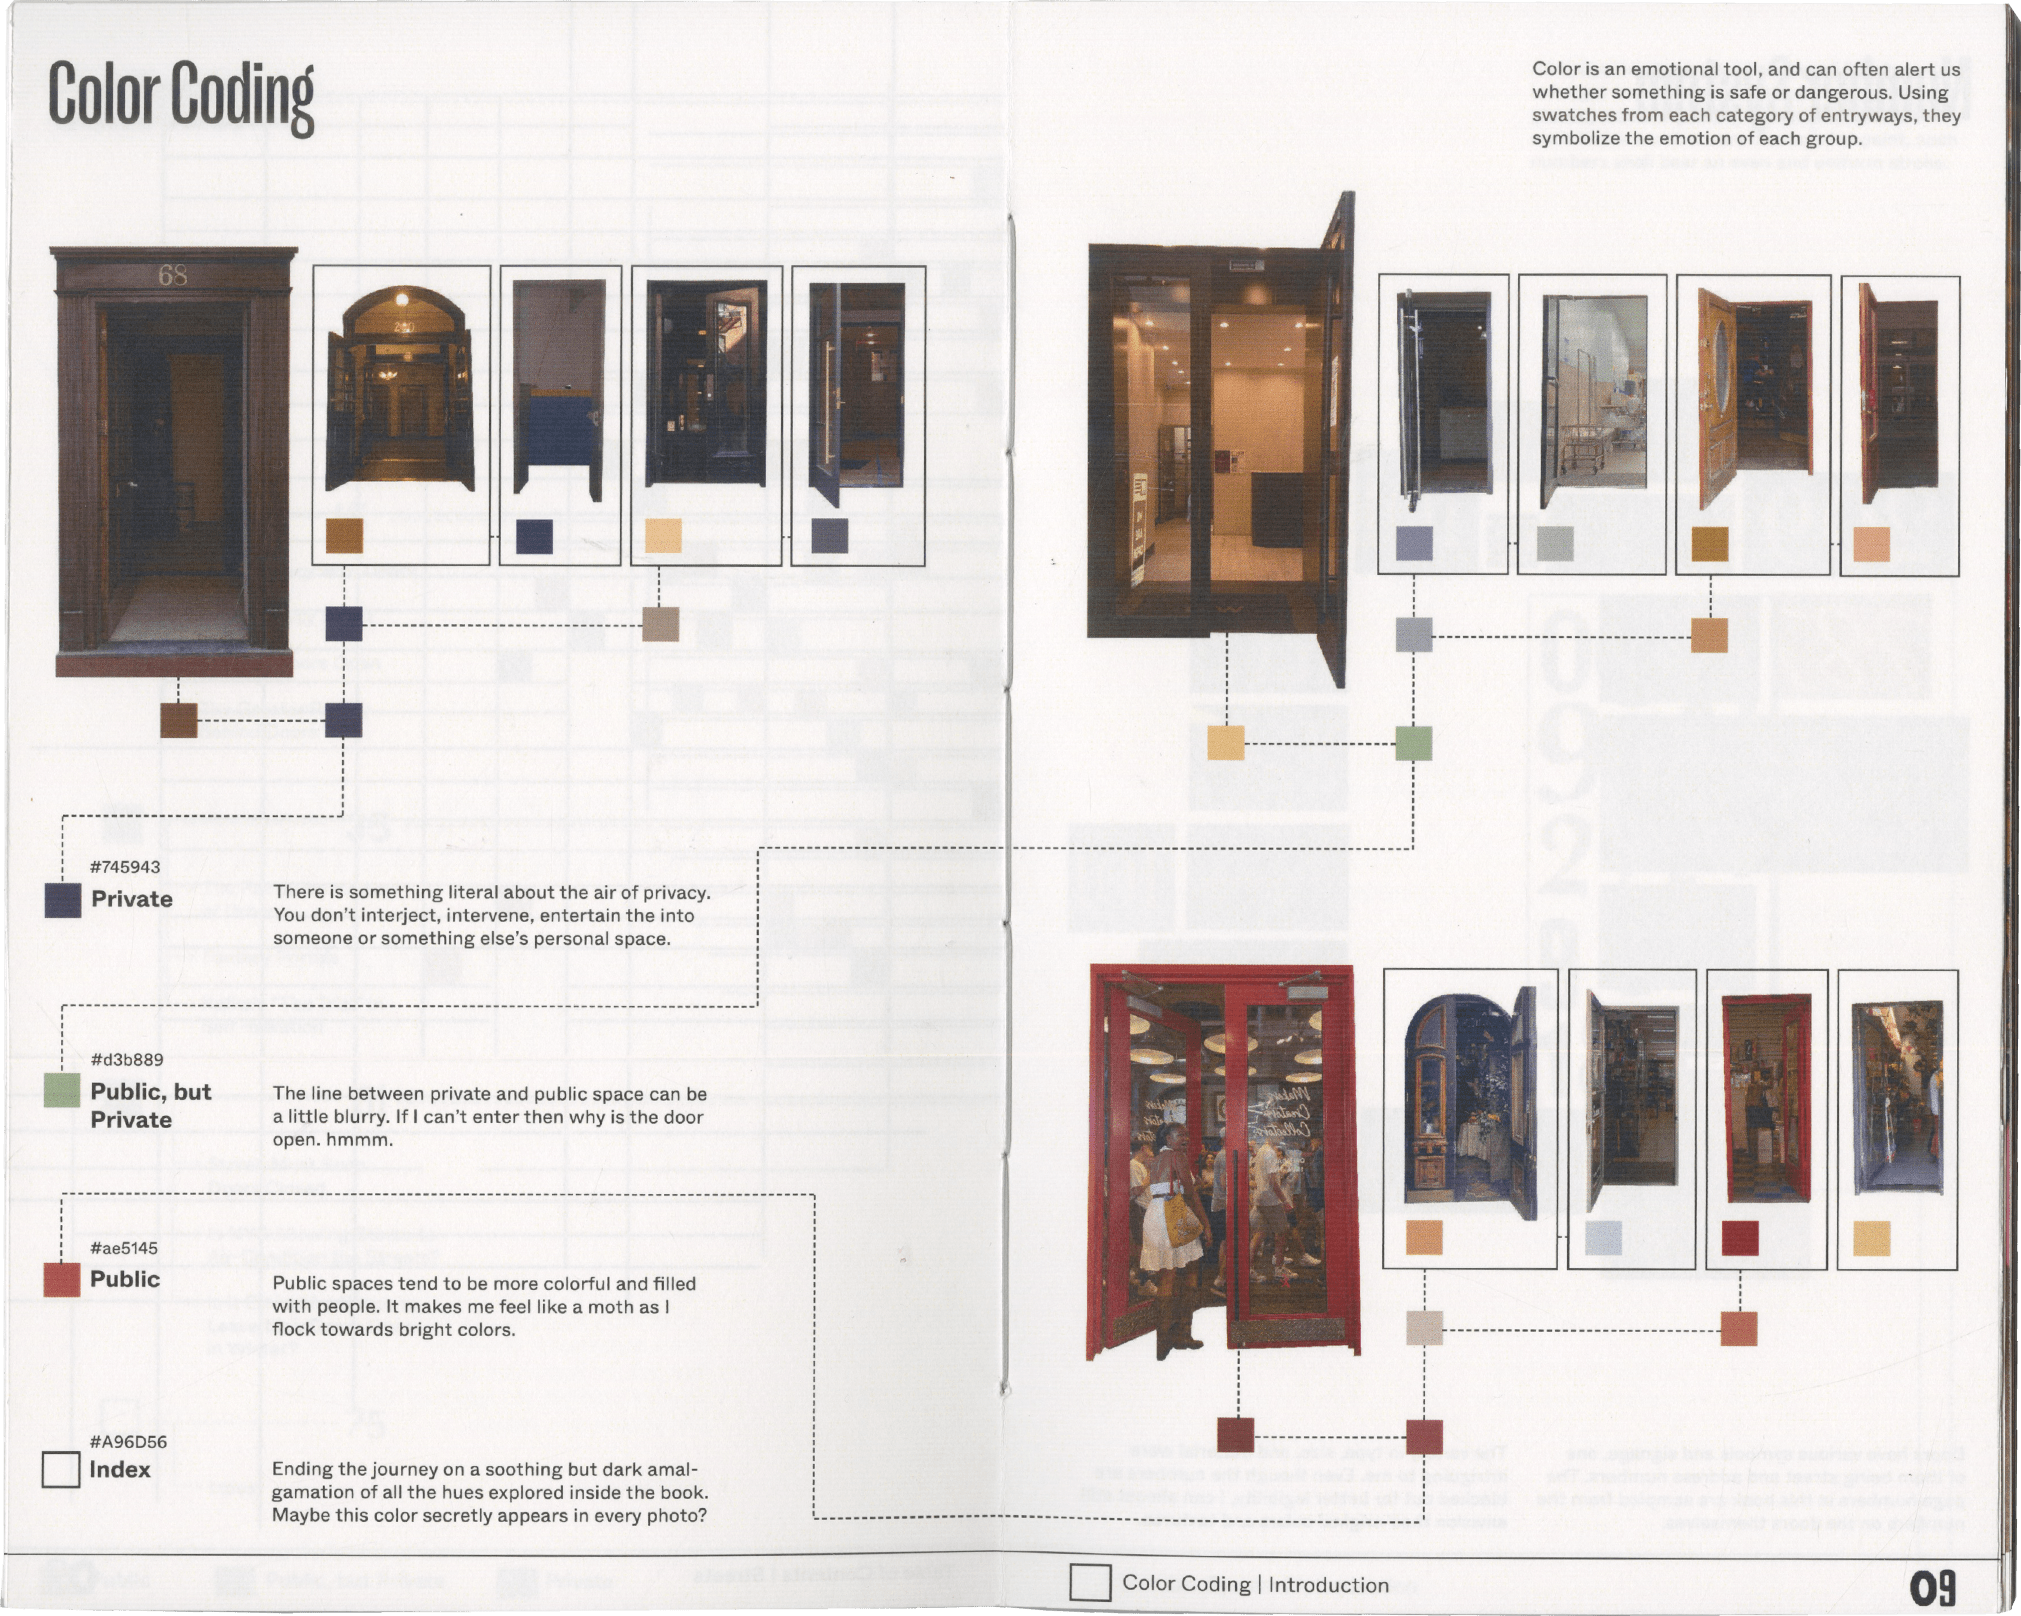 Color Coding
Color is an emotional tool, and can often alert us
whether something is safe or dangerous. Using
swatches from each category of entryways, they
symbolize the emotion of each group.
68
#745943
Private
There is something literal about the air of privacy.
You don't interject, intervene, entertain the into
someone or something else's personal space.
#d3b889
Public, but
Private
The line between private and public space can be
a little blurry. If I can't enter then why is the door
open. hmmm.
#ae5145
Public
Public spaces tend to be more colorful and filled
with people. It makes me feel like a moth as I
flock towards bright colors.
Makers
Creators
Collectors
#A96D56
Index
Ending the journey on a soothing but dark amal-
gamation of all the hues explored inside the book.
Maybe this color secretly appears in every photo?
Color Coding | Introduction
09